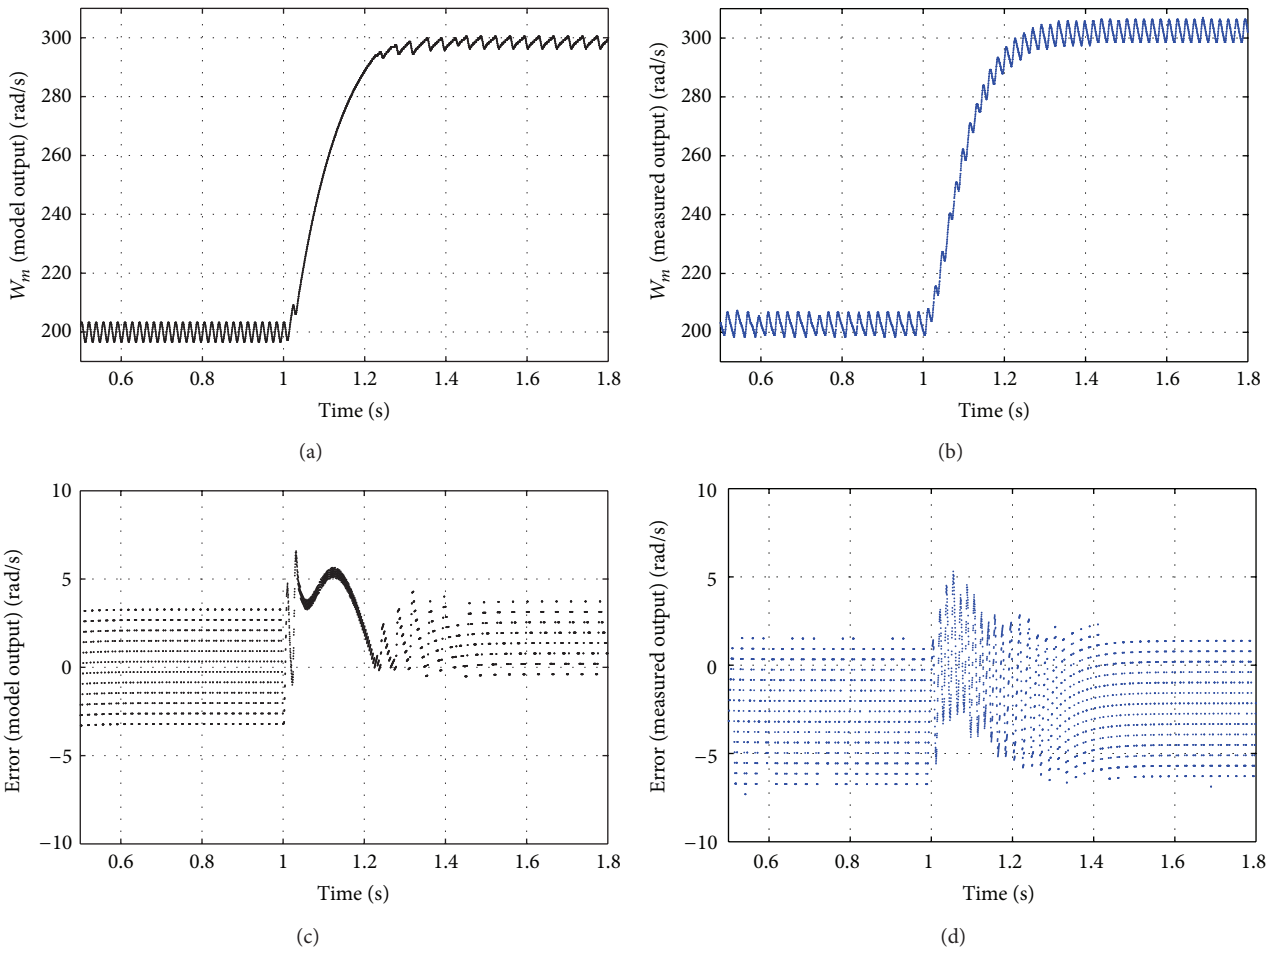 300
280
260
240
220
200
W_m (model output) (rad/s)
0.6 0.8 1 1.2 1.4 1.6 1.8
Time (s)
(a)
300
280
260
240
220
200
W_m (measured output) (rad/s)
0.6 0.8 1 1.2 1.4 1.6 1.8
Time (s)
(b)
10
5
0
−5
−10
Error (model output) (rad/s)
0.6 0.8 1 1.2 1.4 1.6 1.8
Time (s)
(c)
10
5
0
−5
−10
Error (measured output) (rad/s)
0.6 0.8 1 1.2 1.4 1.6 1.8
Time (s)
(d)